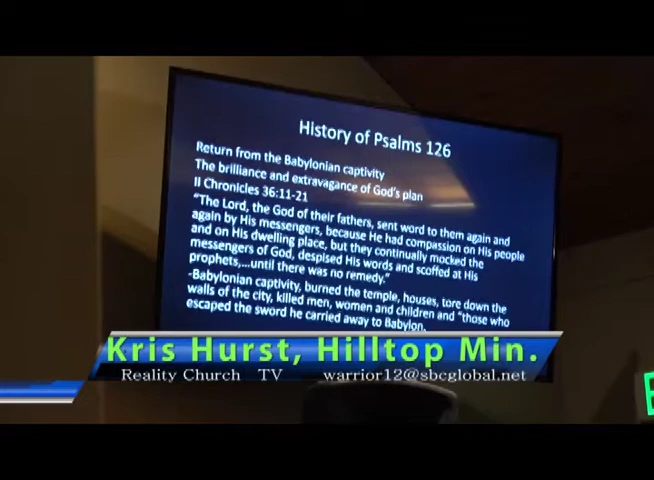 History of Psalms 126
Return from the Babylonian captivity
The brilliance and extravagance of God's plan
II Chronicles 36:11-21
"The Lord, the God of their fathers, sent word to them again and
again by His messengers, because He had compassion on His people
and on His dwelling place, but they continually mocked the
messengers of God, despised His words and scoffed at His
prophets,...until there was no remedy."
-Babylonian captivity, burned the temple, houses, tore down the
walls of the city, killed men, women and children and "those who
escaped the sword he carried away to Babylon.
Kris Hurst, Hilltop Min.
Reality Church TV warrior12@sbcglobal.net